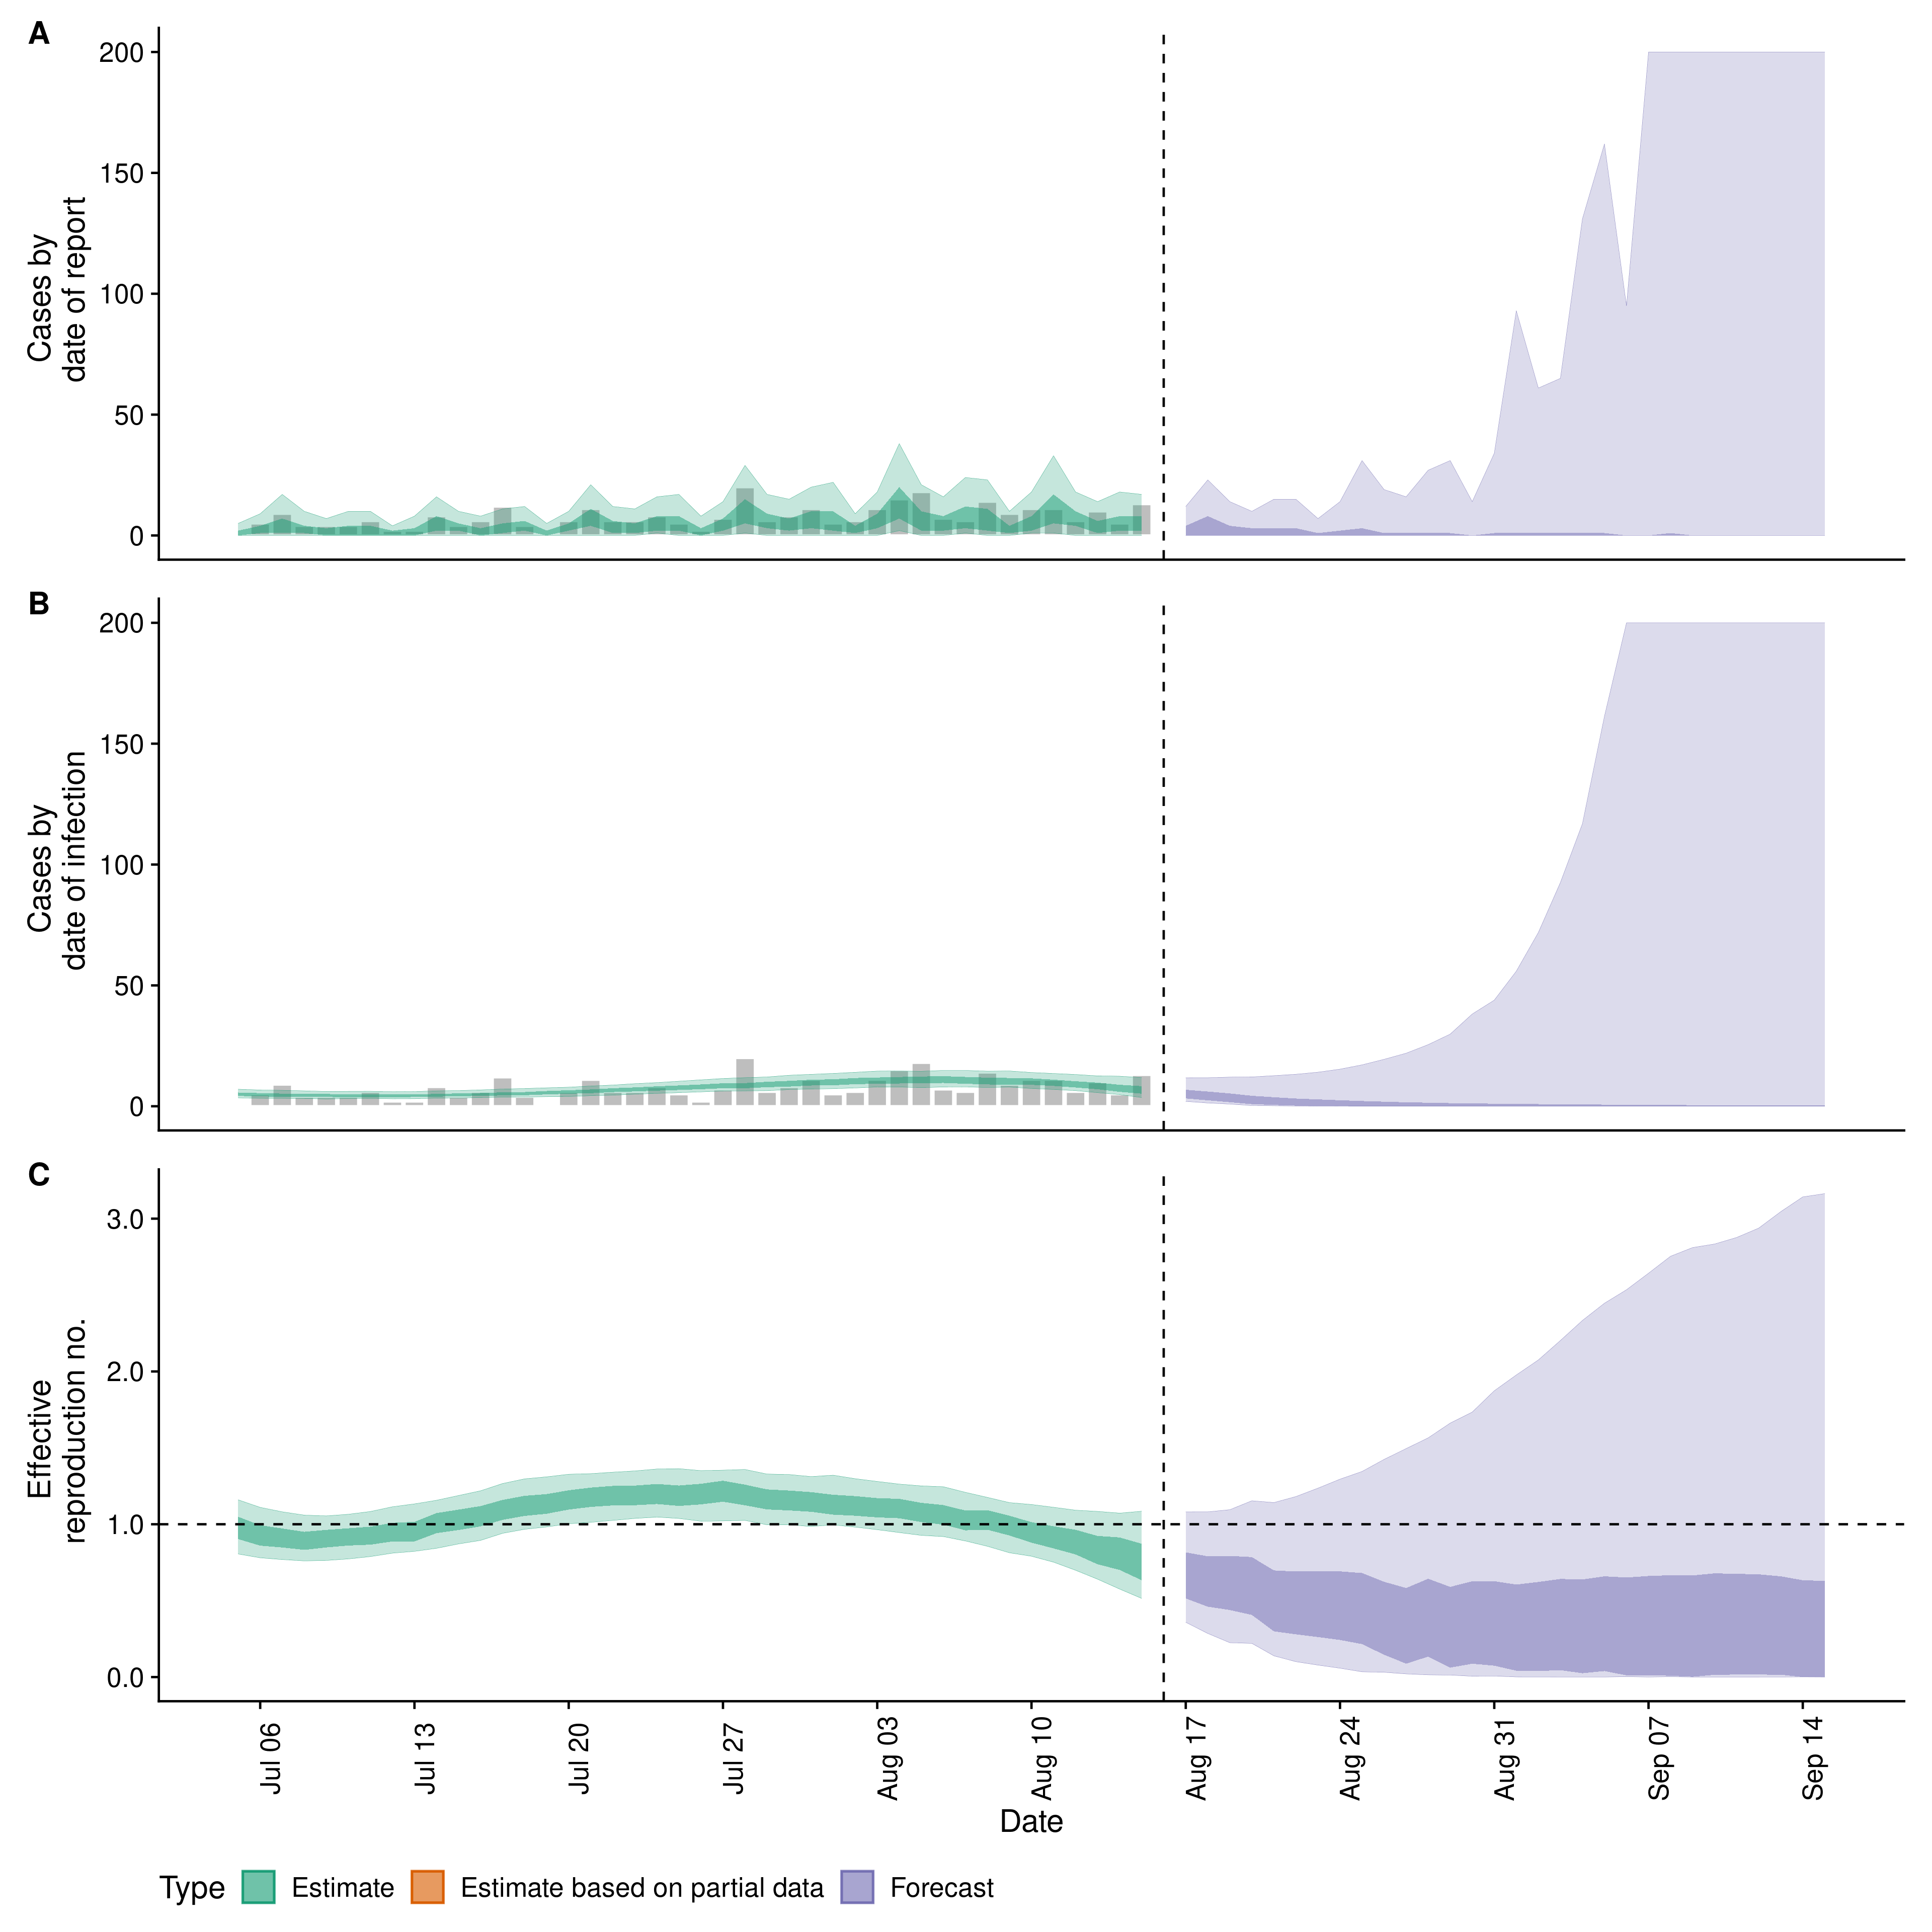 A
200
150
100
50
0
Cases by
date of report
B
200
150
100
50
0
Cases by
date of infection
C
3.0
2.0
1.0
0.0
Effective
reproduction no.
Jul 06
Jul 13
Jul 20
Jul 27
Aug 03
Aug 10
Aug 17
Aug 24
Aug 31
Sep 07
Sep 14
Date
Type Estimate Estimate based on partial data Forecast